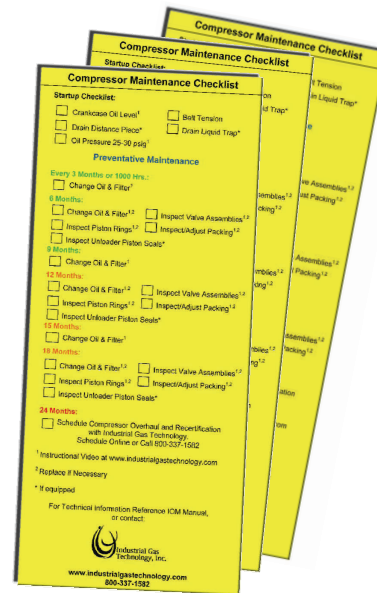 Compressor Maintenance Checklist
Startup Checklist:
Crankcase Oil Level¹
Belt Tension
Drain Distance Piece*
Drain Liquid Trap*
Oil Pressure 25-30 psig¹
Preventative Maintenance
Every 3 Months or 1000 Hrs.:
Change Oil & Filter¹
6 Months:
Change Oil & Filter¹,²
Inspect Valve Assemblies¹,²
Inspect Piston Rings¹,²
Inspect/Adjust Packing¹,²
Inspect Unloader Piston Seals*
9 Months:
Change Oil & Filter¹
12 Months:
Change Oil & Filter¹,²
Inspect Valve Assemblies¹,²
Inspect Piston Rings¹,²
Inspect/Adjust Packing¹,²
Inspect Unloader Piston Seals*
15 Months:
Change Oil & Filter¹
18 Months:
Change Oil & Filter¹,²
Inspect Valve Assemblies¹,²
Inspect Piston Rings¹,²
Inspect/Adjust Packing¹,²
Inspect Unloader Piston Seals*
24 Months:
Schedule Compressor Overhaul and Recertification
with Industrial Gas Technology.
Schedule Online or Call 800-337-1582
¹ Instructional Video at www.industrialgastechnology.com
² Replace If Necessary
* If equipped
For Technical Information Reference IOM Manual,
or contact:
Industrial Gas
Technology, Inc.
www.industrialgastechnology.com
800-337-1582
Compressor Maintenance Checklist
Compressor Maintenance Checklist